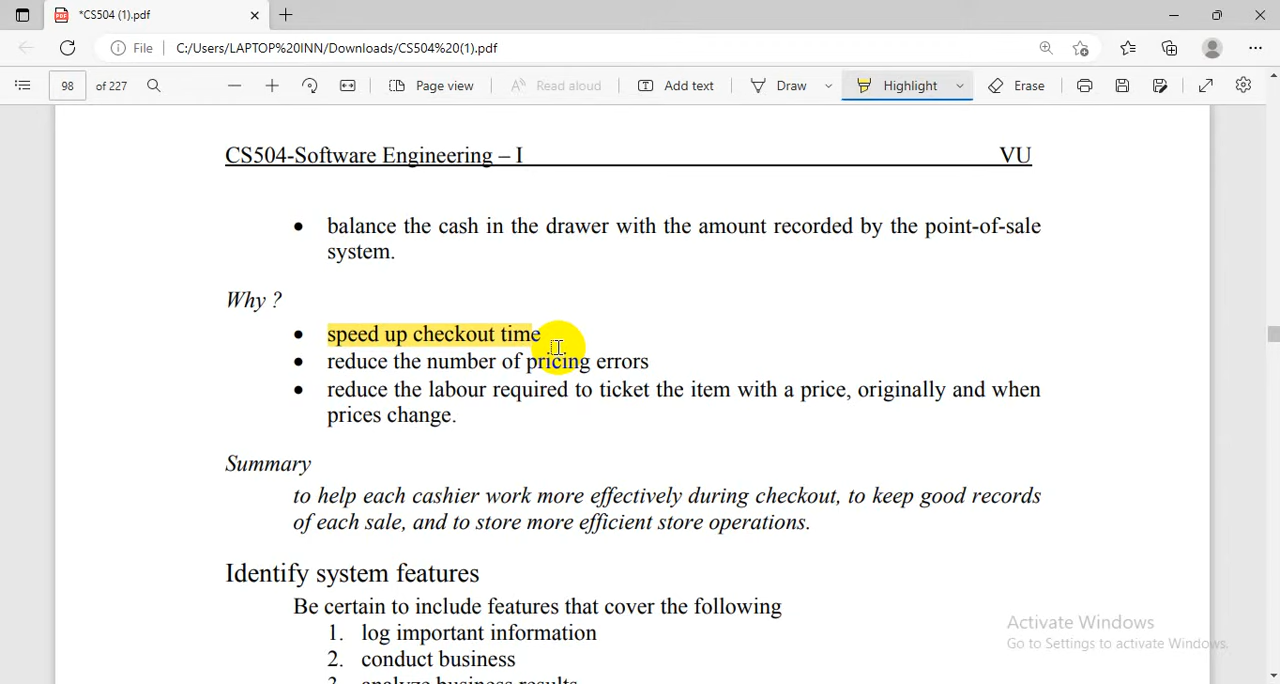 *CS504 (1).pdf
File C:/Users/LAPTOP%20INN/Downloads/CS504%20(1).pdf
98 of 227 Page view Read aloud Add text Draw Highlight Erase
CS504-Software Engineering – I VU
• balance the cash in the drawer with the amount recorded by the point-of-sale
system.
Why ?
• speed up checkout time
• reduce the number of pricing errors
• reduce the labour required to ticket the item with a price, originally and when
prices change.
Summary
to help each cashier work more effectively during checkout, to keep good records
of each sale, and to store more efficient store operations.
Identify system features
Be certain to include features that cover the following
1. log important information
2. conduct business
3. analyze business results
Activate Windows
Go to Settings to activate Windows.